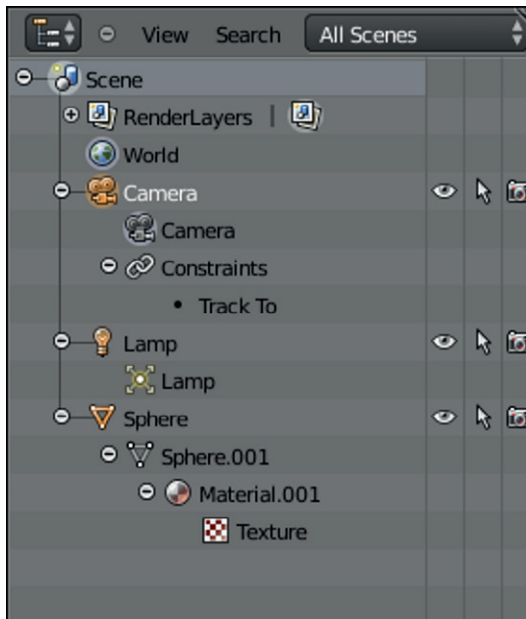 View Search All Scenes
Scene
RenderLayers |
World
Camera
Camera
Constraints
Track To
Lamp
Lamp
Sphere
Sphere.001
Material.001
Texture